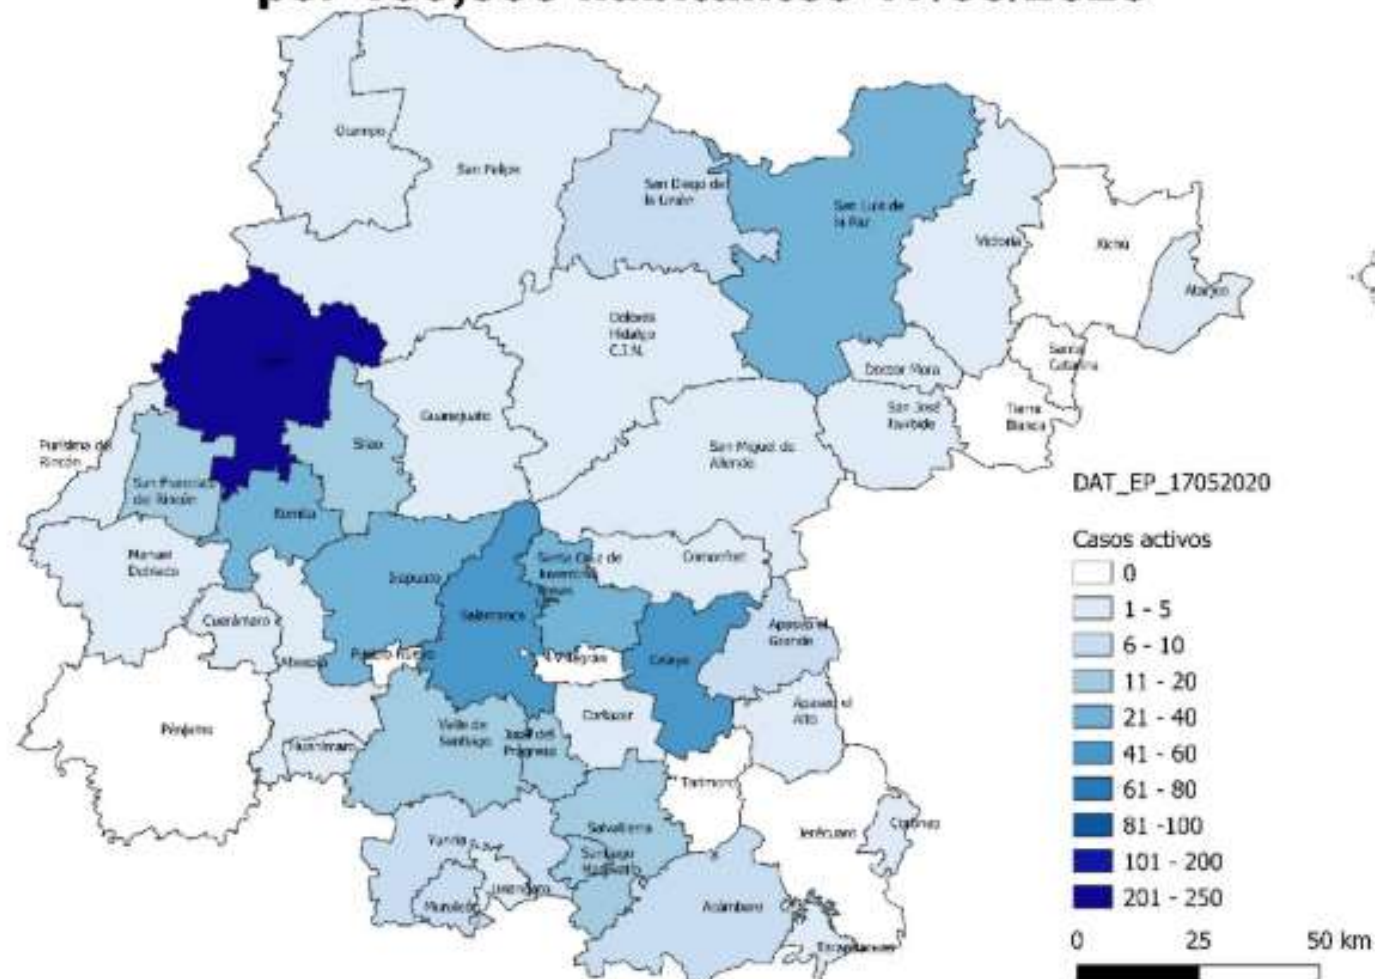 Ocampo
San Felipe
San Diego de
la Unión
San Luis de
la Paz
Victoria
Xichú
Atarjea
Dolores
Hidalgo
C.I.N.
Santa
Catarina
Doctor Mora
Guanajuato
San José
Iturbide
Tierra
Blanca
Purísima de
Rincón
Silao
San Miguel de
Allende
San Francisco
del Rincón
DAT_EP_17052020
Romita
Casos activos
0
1 - 5
6 - 10
11 - 20
21 - 40
41 - 60
61 - 80
81 -100
101 - 200
201 - 250
0 25 50 km
Manuel
Doblado
Irapuato
Santa Cruz de
Juventino
Rosas
Comonfort
Cuerámaro
Salamanca
Apaseo el
Grande
Abasolo
Pueblo Nuevo
Villagrán
Celaya
Pénjamo
Huanímaro
Valle de
Santiago
Jaral del
Progreso
Cortazar
Apaseo el
Alto
Tarimoro
Yuriria
Salvatierra
Jerécuaro
Coroneo
Santiago
Maravatío
Uriangato
Moroleón
Acámbaro
Tarandacuao